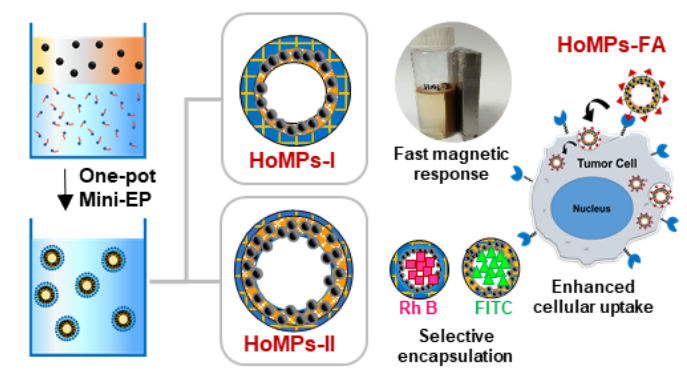 One-pot
Mini-EP
HoMPs-I
HoMPs-II
Fast magnetic
response
Rh B
FITC
Selective
encapsulation
HoMPs-FA
Tumor Cell
Nucleus
Enhanced
cellular uptake